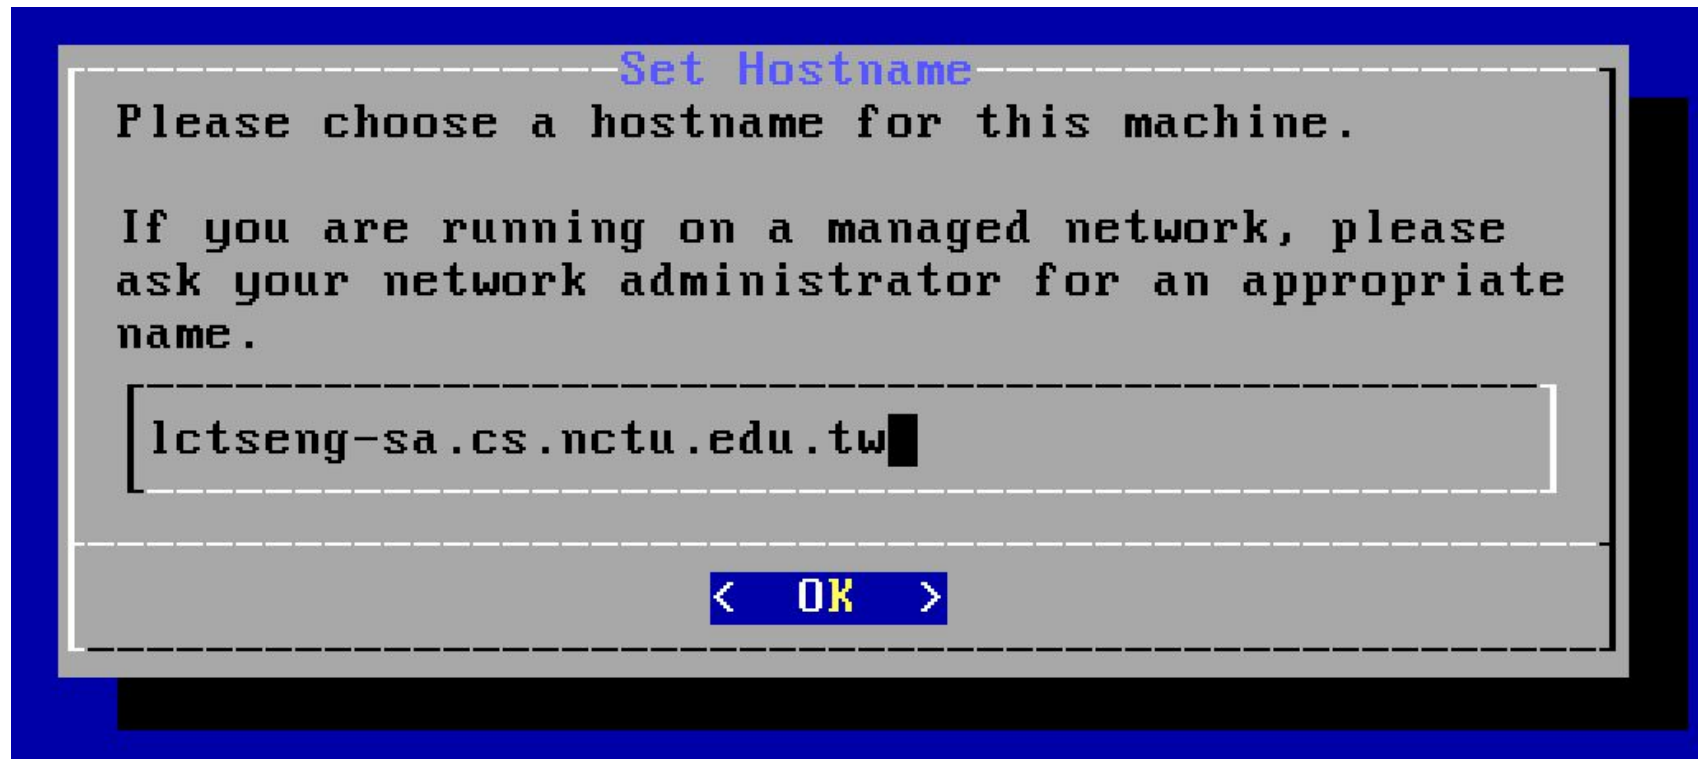 Set Hostname
Please choose a hostname for this machine.
If you are running on a managed network, please
ask your network administrator for an appropriate
name.
lctseng-sa.cs.nctu.edu.tw
< OK >